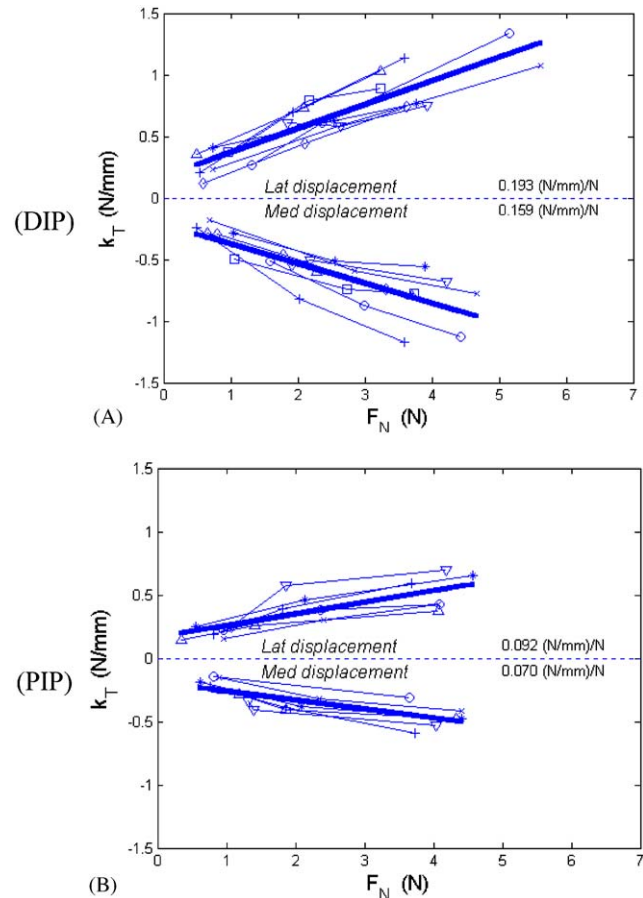 1.5
1
0.5
0
-0.5
-1
-1.5
k_T (N/mm)
(DIP)
Lat displacement 0.193 (N/mm)/N
Med displacement 0.159 (N/mm)/N
0 1 2 3 4 5 6 7
F_N (N)
(A)
1.5
1
0.5
0
-0.5
-1
-1.5
k_T (N/mm)
(PIP)
Lat displacement 0.092 (N/mm)/N
Med displacement 0.070 (N/mm)/N
0 1 2 3 4 5 6 7
F_N (N)
(B)